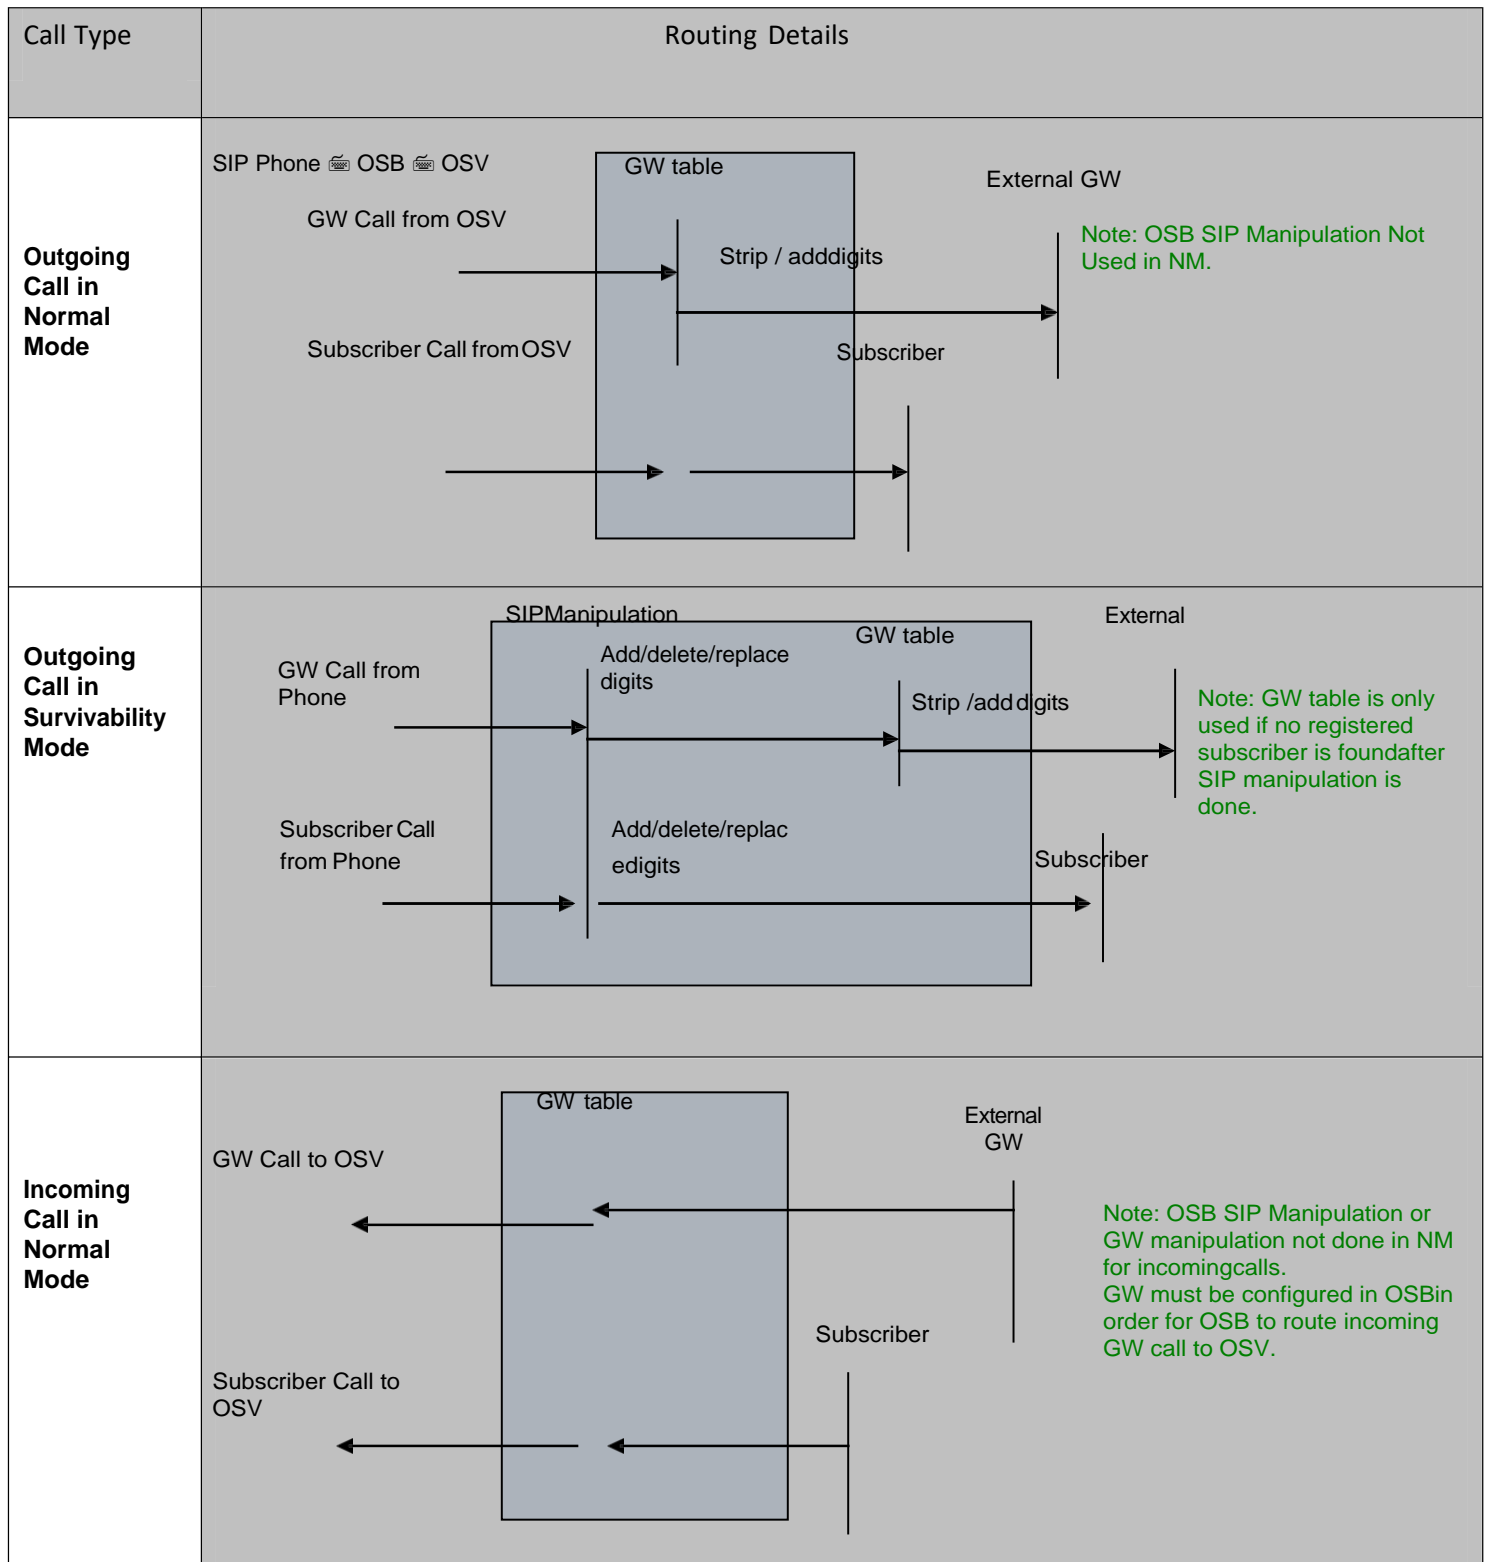 Call Type
Routing Details
Outgoing
Call in
Normal
Mode
SIP Phone OSB OSV
GW table
External GW
GW Call from OSV
Note: OSB SIP Manipulation Not
Used in NM.
Strip / adddigits
Subscriber Call fromOSV
Subscriber
Outgoing
Call in
Survivability
Mode
SIPManipulation
External
GW table
Add/delete/replace
digits
GW Call from
Phone
Strip /add digits
Note: GW table is only
used if no registered
subscriber is foundafter
SIP manipulation is
done.
Subscriber Call
from Phone
Add/delete/replac
edigits
Subscriber
Incoming
Call in
Normal
Mode
GW table
External
GW
GW Call to OSV
Note: OSB SIP Manipulation or
GW manipulation not done in NM
for incomingcalls.
GW must be configured in OSBin
order for OSB to route incoming
GW call to OSV.
Subscriber
Subscriber Call to
OSV